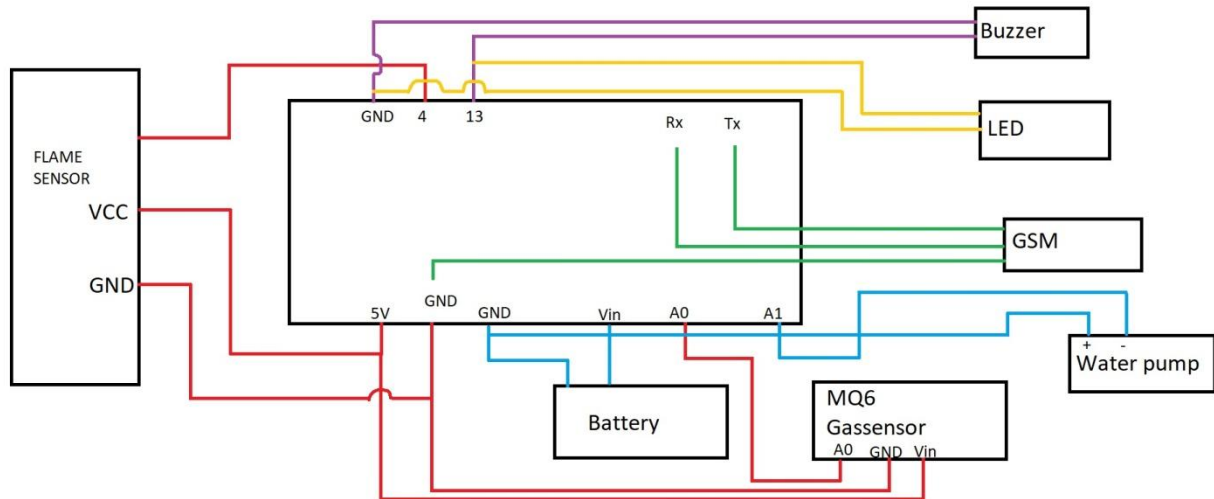 Buzzer
GND 4 13
Rx Tx
LED
FLAME
SENSOR
VCC
GND
GSM
5V GND GND Vin A0 A1
+ -
Water pump
Battery
MQ6
Gassensor
A0 GND Vin